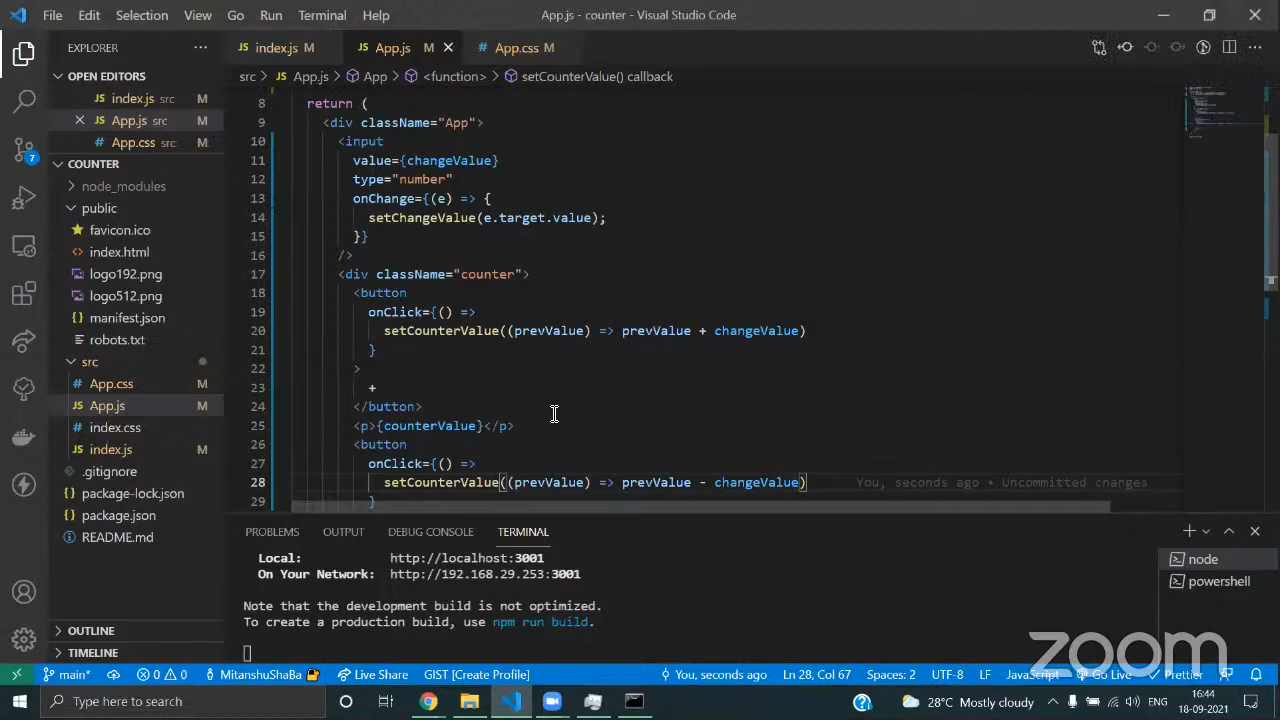 File Edit Selection View Go Run Terminal Help
App.js - counter - Visual Studio Code
EXPLORER
OPEN EDITORS
index.js src M
App.js src M
App.css src M
COUNTER
node_modules
public
favicon.ico
index.html
logo192.png
logo512.png
manifest.json
robots.txt
src
App.css M
App.js M
index.css
index.js M
.gitignore
package-lock.json
package.json
README.md
OUTLINE
TIMELINE
7
index.js M App.js M App.css M
src > App.js > App > <function> > setCounterValue() callback
8 return (
9 <div className="App">
10 <input
11 value={changeValue}
12 type="number"
13 onChange={(e) => {
14 setChangeValue(e.target.value);
15 }}
16 />
17 <div className="counter">
18 <button
19 onClick={() =>
20 setCounterValue((prevValue) => prevValue + changeValue)
21 }
22 >
23 +
24 </button>
25 <p>{counterValue}</p>
26 <button
27 onClick={() =>
28 setCounterValue((prevValue) => prevValue - changeValue) You, seconds ago • Uncommitted changes
29 }
PROBLEMS OUTPUT DEBUG CONSOLE TERMINAL
Local: http://localhost:3001
On Your Network: http://192.168.29.253:3001
Note that the development build is not optimized.
To create a production build, use npm run build.
node
powershell
zoom
main* 0 0 MitanshuShaBa Live Share GIST [Create Profile] You, seconds ago Ln 28, Col 67 Spaces: 2 UTF-8 LF JavaScript Go Live Prettier
Type here to search
28°C Mostly cloudy ENG
16:44
18-09-2021